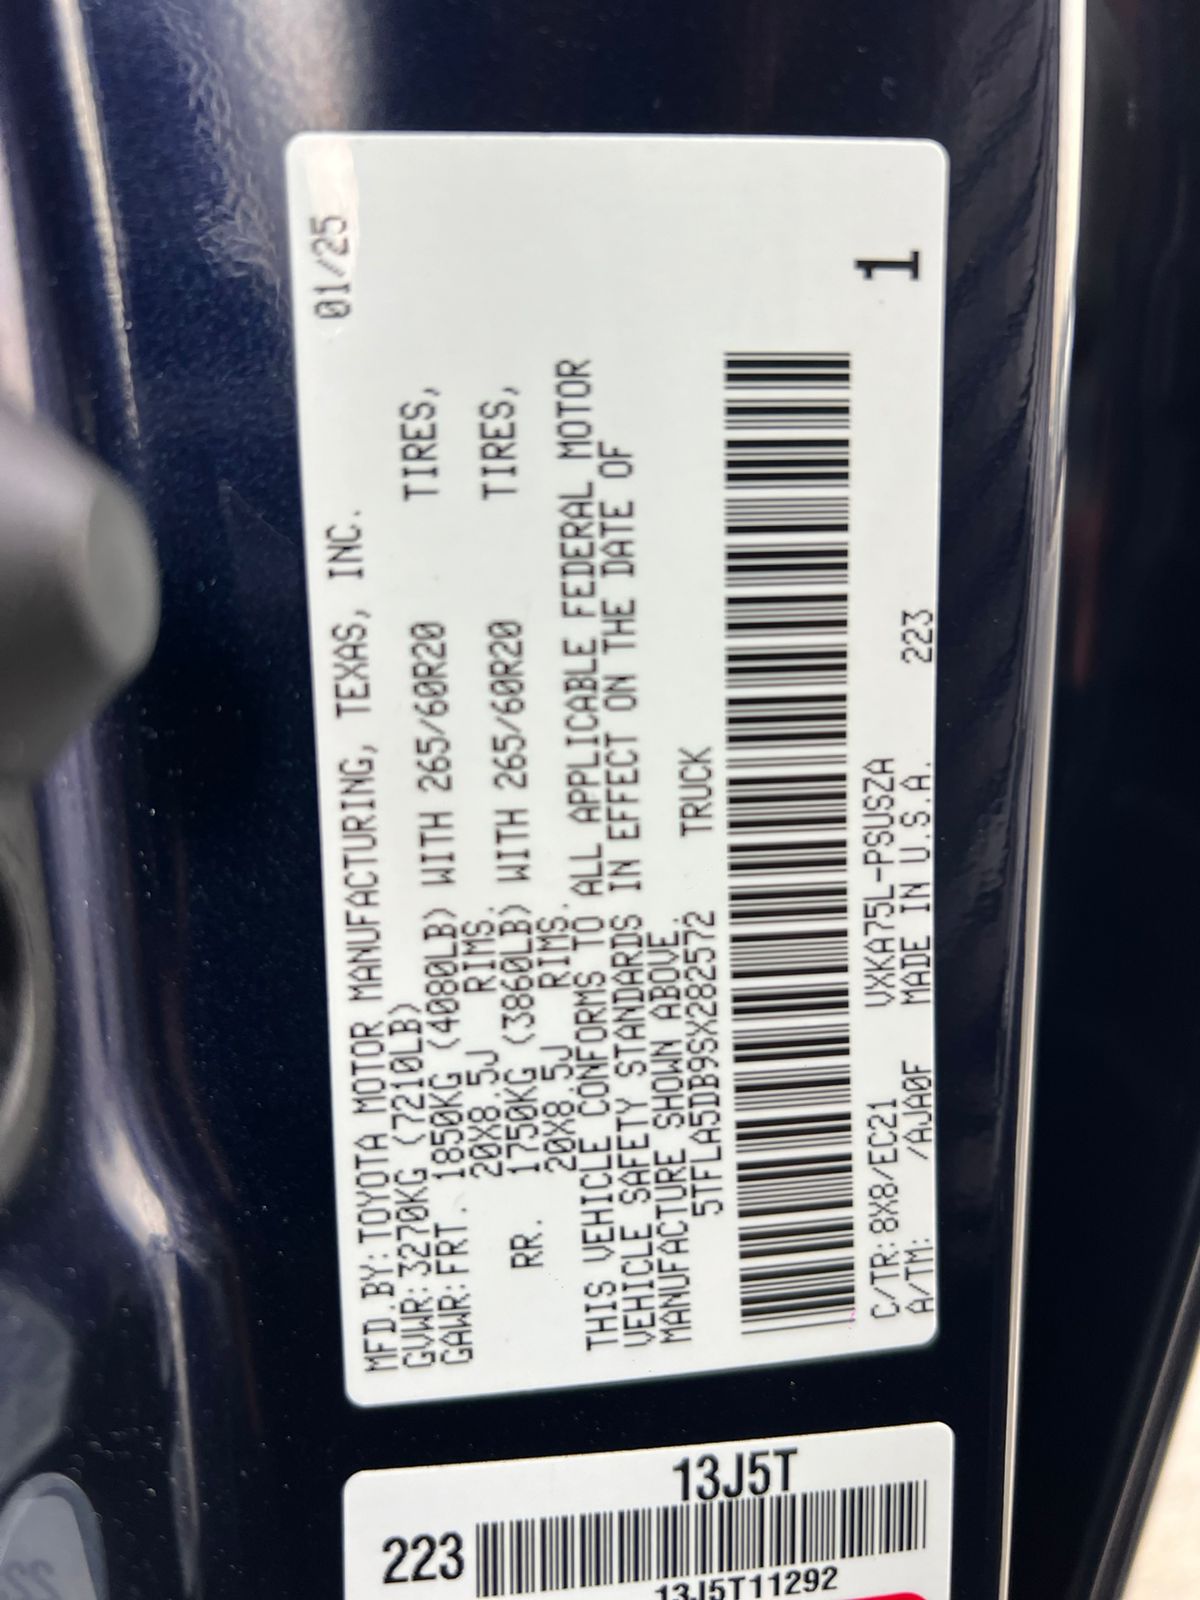 MFD.BY:TOYOTA MOTOR MANUFACTURING, TEXAS, INC. 01/25
GVWR:3270KG (7210LB)
GAWR:FRT. 1850KG (4080LB) WITH 265/60R20 TIRES,
20X8.5J RIMS.
RR. 1750KG (3860LB) WITH 265/60R20 TIRES,
20X8.5J RIMS.
THIS VEHICLE CONFORMS TO ALL APPLICABLE FEDERAL MOTOR
VEHICLE SAFETY STANDARDS IN EFFECT ON THE DATE OF
MANUFACTURE SHOWN ABOVE.
5TFLA5DB9SX282572 TRUCK
1
C/TR:8X8/EC21 VXKA75L-PSUSZA
A/TM: /AJA0F MADE IN U.S.A. 223
13J5T
223
13J5T11292